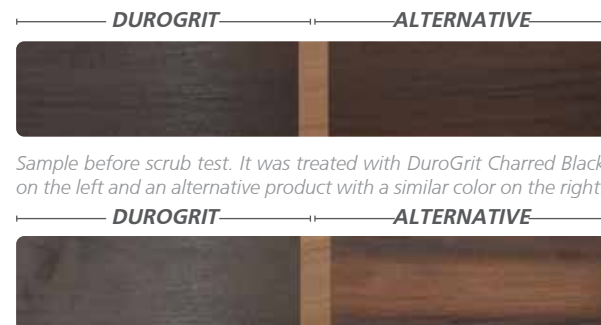 DUROGRIT ALTERNATIVE
Sample before scrub test. It was treated with DuroGrit Charred Black
on the left and an alternative product with a similar color on the right
DUROGRIT ALTERNATIVE